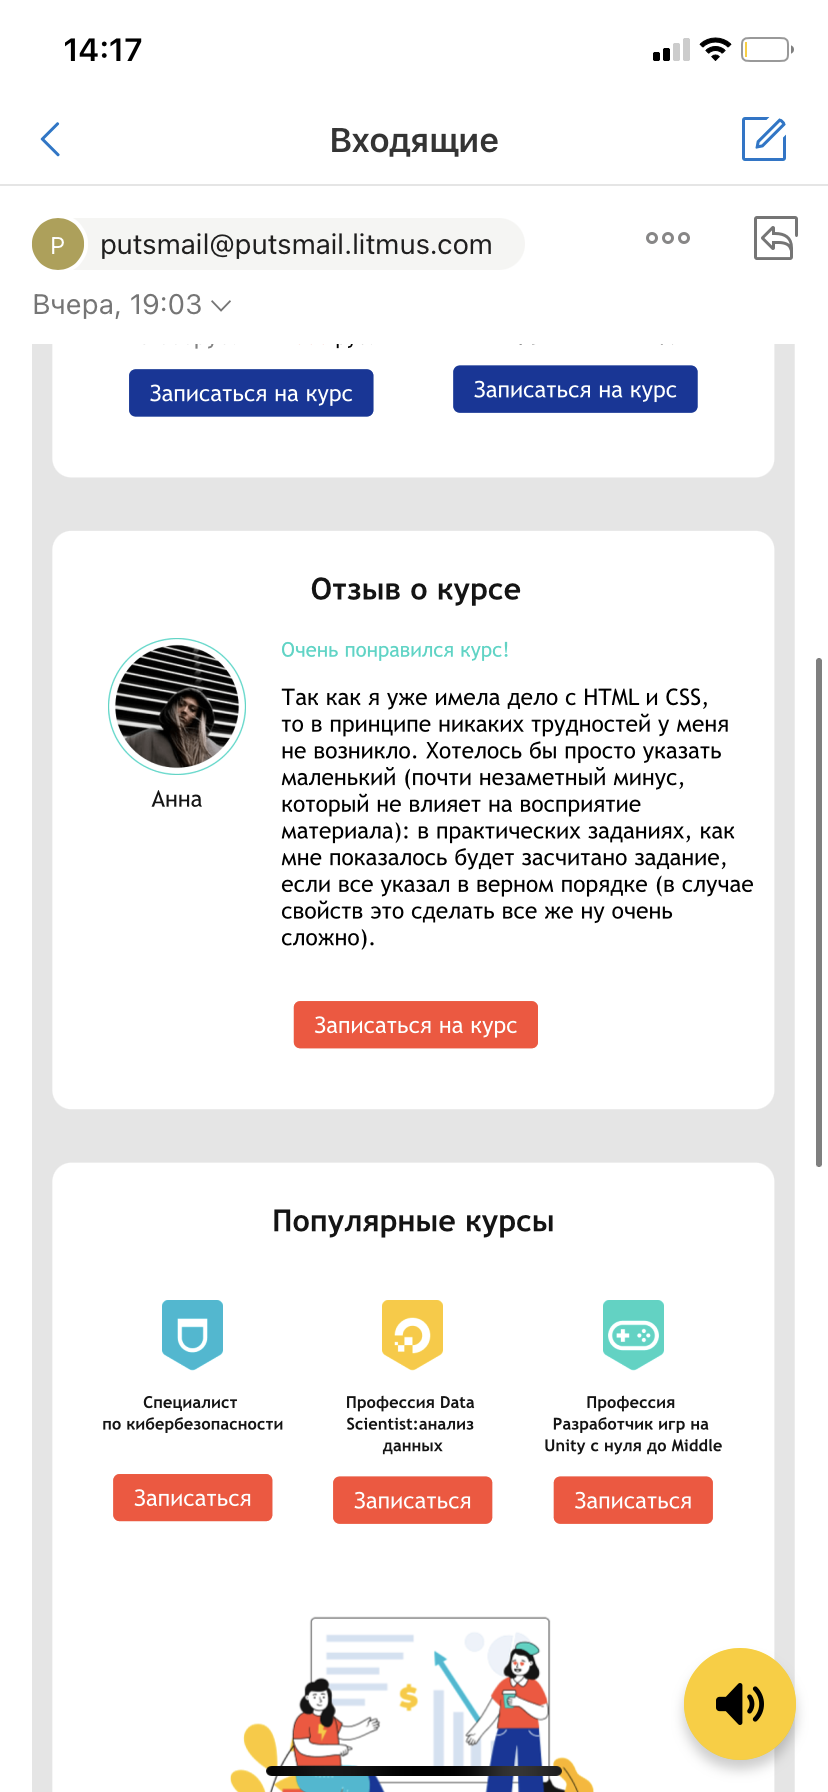 14:17
Входящие
P
putsmail@putsmail.litmus.com
Вчера, 19:03
Записаться на курс
Записаться на курс
Отзыв о курсе
Очень понравился курс!
Так как я уже имела дело с HTML и CSS,
то в принципе никаких трудностей у меня
не возникло. Хотелось бы просто указать
маленький (почти незаметный минус,
который не влияет на восприятие
материала): в практических заданиях, как
мне показалось будет засчитано задание,
если все указал в верном порядке (в случае
свойств это сделать все же ну очень
сложно).
Анна
Записаться на курс
Популярные курсы
Специалист
по кибербезопасности
Записаться
Профессия Data
Scientist:анализ
данных
Записаться
Профессия
Разработчик игр на
Unity с нуля до Middle
Записаться
$